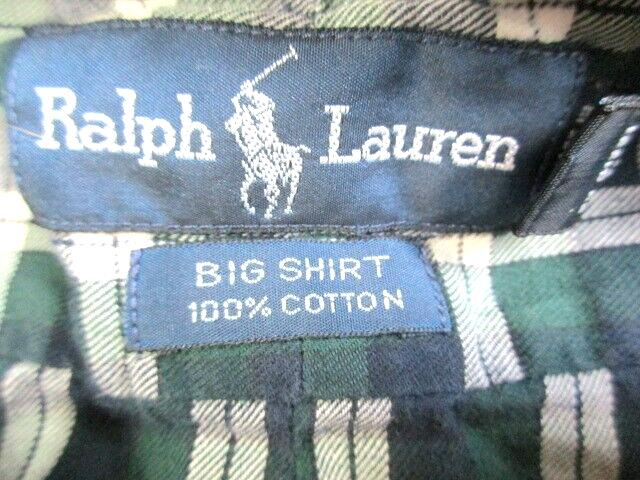 Ralph Lauren
BIG SHIRT
100% COTTON